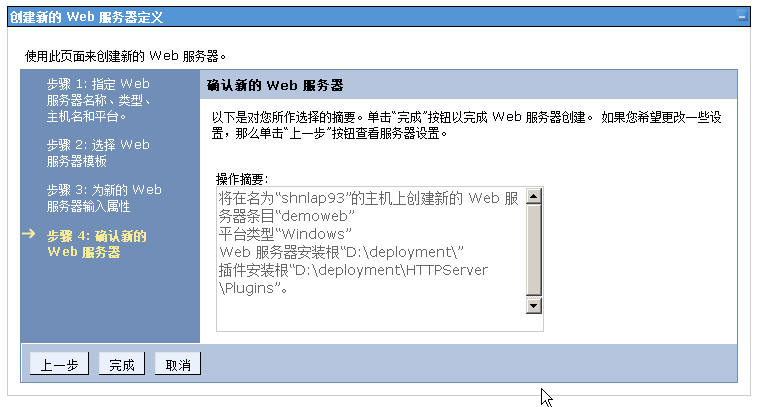 创建新的 Web 服务器定义
使用此页面来创建新的 Web 服务器。
步骤 1: 指定 Web
服务器名称、类型、
主机名和平台。
步骤 2: 选择 Web
服务器模板
步骤 3: 为新的 Web
服务器输入属性
步骤 4: 确认新的
Web 服务器
确认新的 Web 服务器
以下是对您所作选择的摘要。单击“完成”按钮以完成 Web 服务器创建。 如果您希望更改一些设
置，那么单击“上一步”按钮查看服务器设置。
操作摘要:
将在名为“shnlap93”的主机上创建新的 Web 服
务器条目“demoweb”
平台类型“Windows”
Web 服务器安装根“D:\deployment\”
插件安装根“D:\deployment\HTTPServer
\Plugins”。
上一步 完成 取消